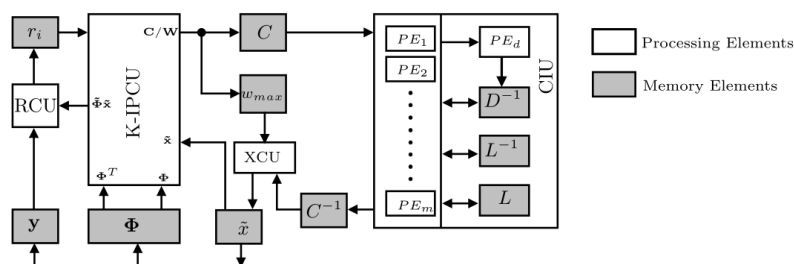 r_i
C/W
C
PE_1
PE_d
Processing Elements
PE_2
CIU
Memory Elements
RCU
Φ̃x̃
K-IPCU
w_max
D^{-1}
x̃
XCU
L^{-1}
Φ^T
Φ
y
Φ
x̃
C^{-1}
PE_m
L